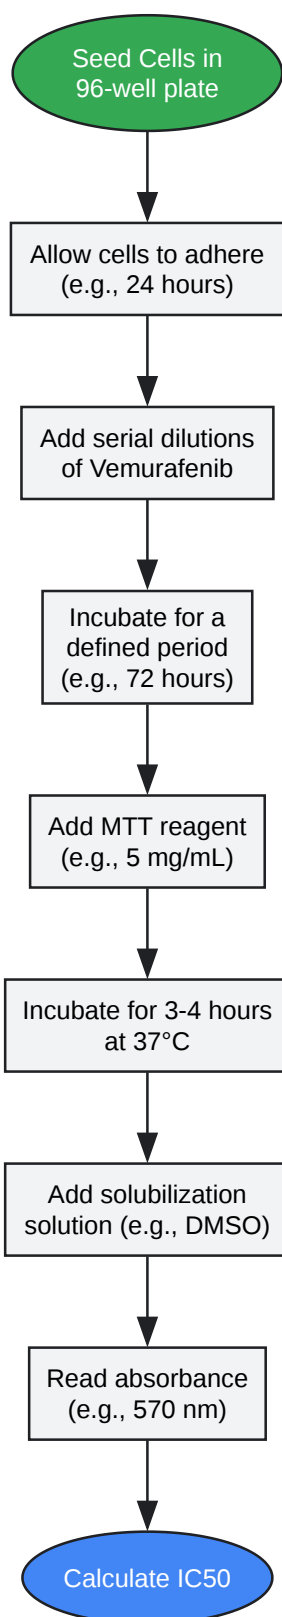 Seed Cells in
96-well plate
Allow cells to adhere
(e.g., 24 hours)
Add serial dilutions
of Vemurafenib
Incubate for a
defined period
(e.g., 72 hours)
Add MTT reagent
(e.g., 5 mg/mL)
Incubate for 3-4 hours
at 37°C
Add solubilization
solution (e.g., DMSO)
Read absorbance
(e.g., 570 nm)
Calculate IC50